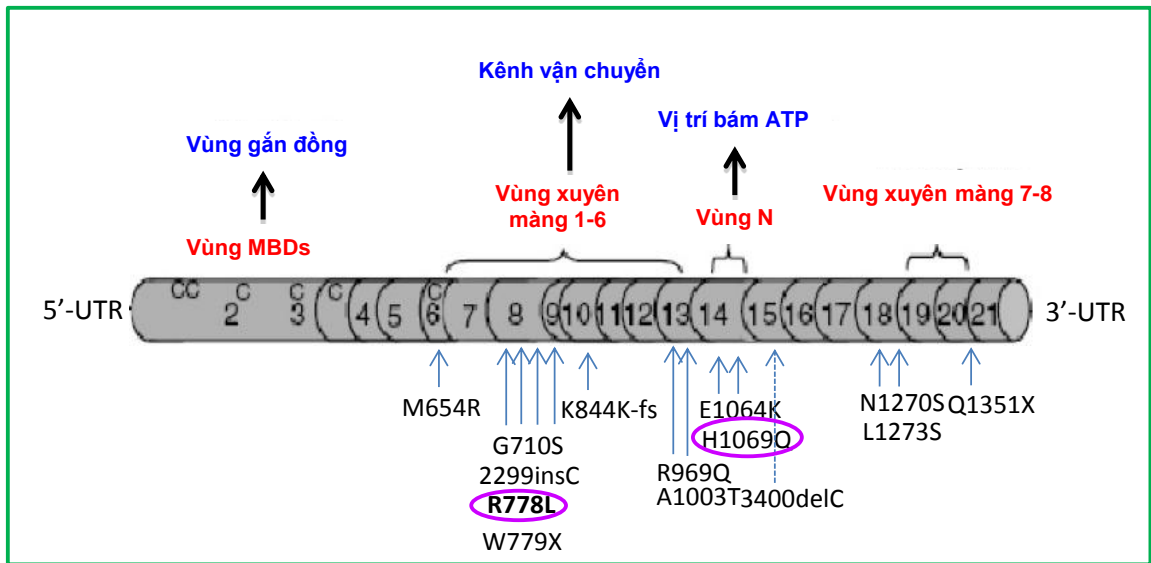 Kênh vận chuyển
Vùng gắn đồng
Vị trí bám ATP
Vùng xuyên
màng 1-6
Vùng xuyên màng 7-8
Vùng N
Vùng MBDs
CC C C C C
5’-UTR 2 3 4 5 6 7 8 9 10 11 12 13 14 15 16 17 18 19 20 21 3’-UTR
M654R K844K-fs E1064K N1270S Q1351X
G710S H1069Q L1273S
2299insC R969Q
R778L A1003T 3400delC
W779X